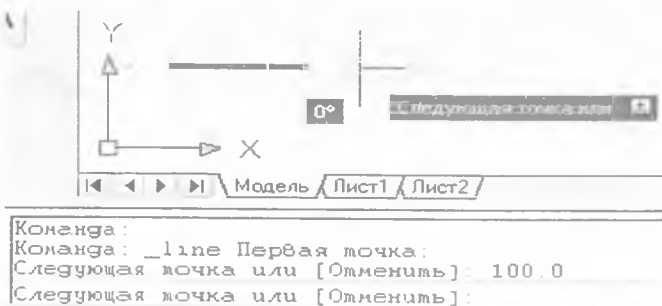 Y
0° Следующая точка или
X
Модель Лист1 Лист2
Команда:
Команда: _line Первая точка:
Следующая точка или [Отменить]: 100.0
Следующая точка или [Отменить]: